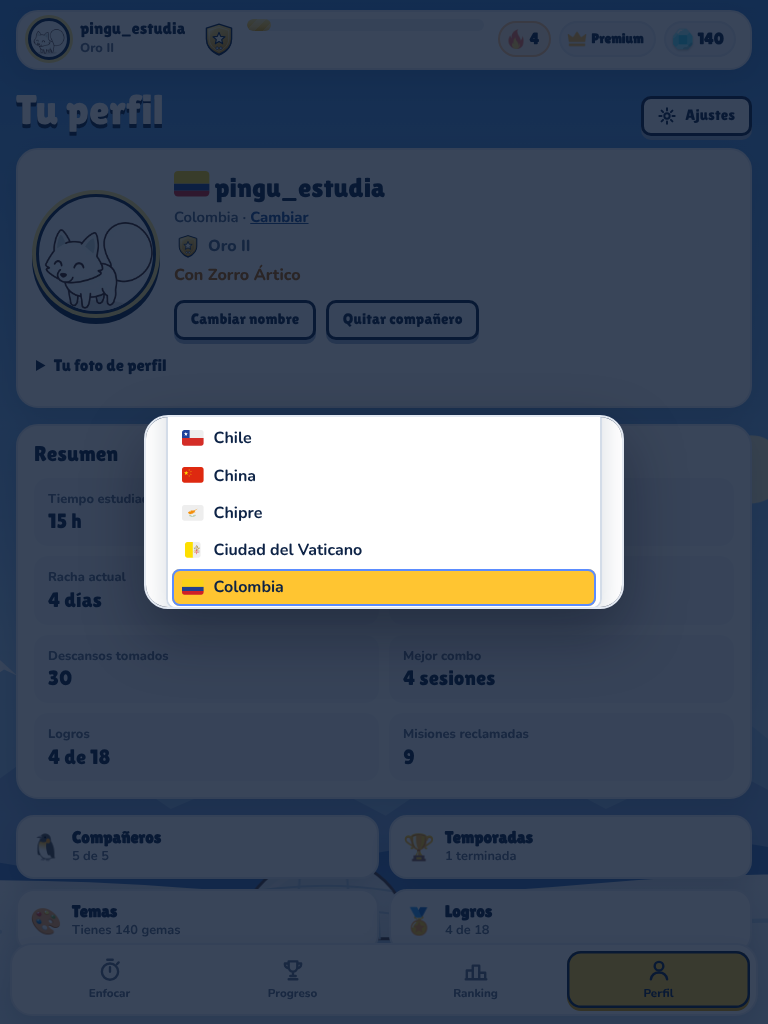 pingu_estudia
Oro II
4
Premium
140
Tu perfil
Ajustes
pingu_estudia
Colombia · Cambiar
Oro II
Con Zorro Ártico
Cambiar nombre
Quitar compañero
Tu foto de perfil
Resumen
15 h
Racha actual
4 días
Chile
China
Chipre
Ciudad del Vaticano
Colombia
Descansos tomados
30
Mejor combo
4 sesiones
Logros
4 de 18
Misiones reclamadas
9
Compañeros
5 de 5
Temporadas
1 terminada
Temas
Tienes 140 gemas
Logros
4 de 18
Enfocar
Progreso
Ranking
Perfil